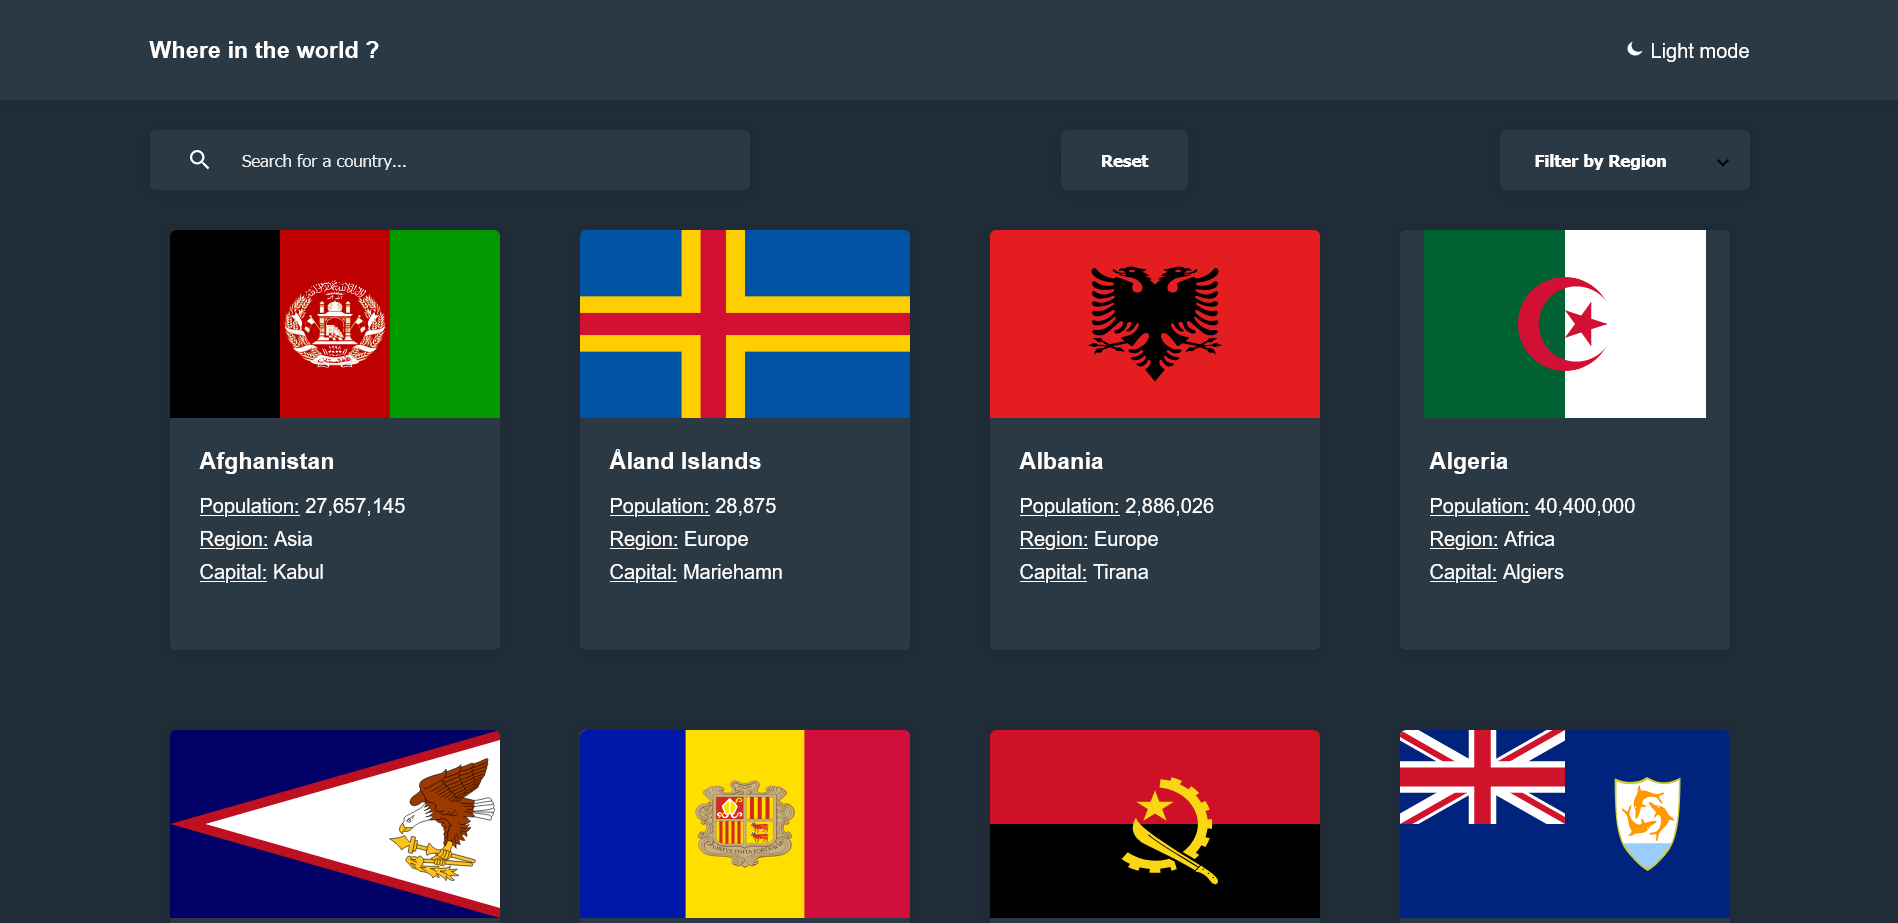 Where in the world ?
Light mode
Search for a country...
Reset
Filter by Region
Afghanistan
Population: 27,657,145
Region: Asia
Capital: Kabul
Åland Islands
Population: 28,875
Region: Europe
Capital: Mariehamn
Albania
Population: 2,886,026
Region: Europe
Capital: Tirana
Algeria
Population: 40,400,000
Region: Africa
Capital: Algiers